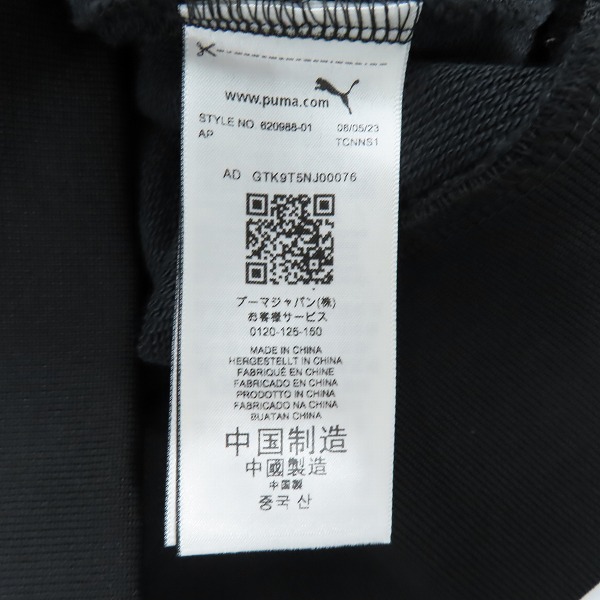 www.puma.com
STYLE NO 620988-01 08/05/23
AP TCNNS1
AD GTK9T5NJ00076
プーマジャパン(株)
お客様サービス
0120-125-150
MADE IN CHINA
HERGESTELLT IN CHINA
FABRIQUÉ EN CHINE
FABRICADO EN CHINA
PRODOTTO IN CHINA
FABRICADO NA CHINA
BUATAN CHINA
中国制造
中國製造
中国製
중국 산